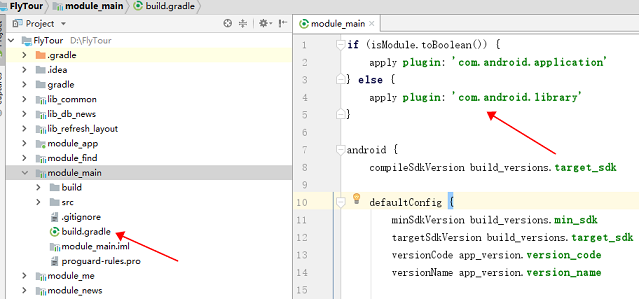 FlyTour
module_main
build.gradle
Project
FlyTour D:\FlyTour
.gradle
.idea
gradle
lib_common
lib_db_news
lib_refresh_layout
module_app
module_find
module_main
build
src
.gitignore
build.gradle
module_main.iml
proguard-rules.pro
module_me
module_news
module_main
1 if (isModule.toBoolean()) {
2 apply plugin: 'com.android.application'
3 } else {
4 apply plugin: 'com.android.library'
5 }
6
7 android {
8 compileSdkVersion build_versions.target_sdk
9
10 defaultConfig {
11 minSdkVersion build_versions.min_sdk
12 targetSdkVersion build_versions.target_sdk
13 versionCode app_version.version_code
14 versionName app_version.version_name